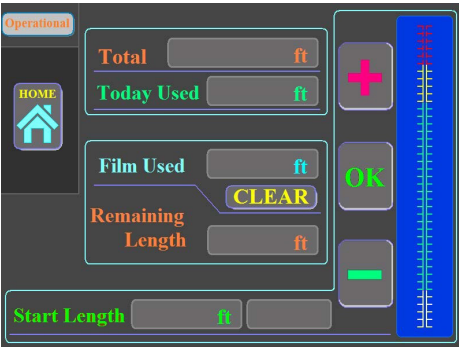 Operational
HOME
Total ft
Today Used ft
Film Used ft
CLEAR
Remaining
Length ft
Start Length ft
+
OK
−